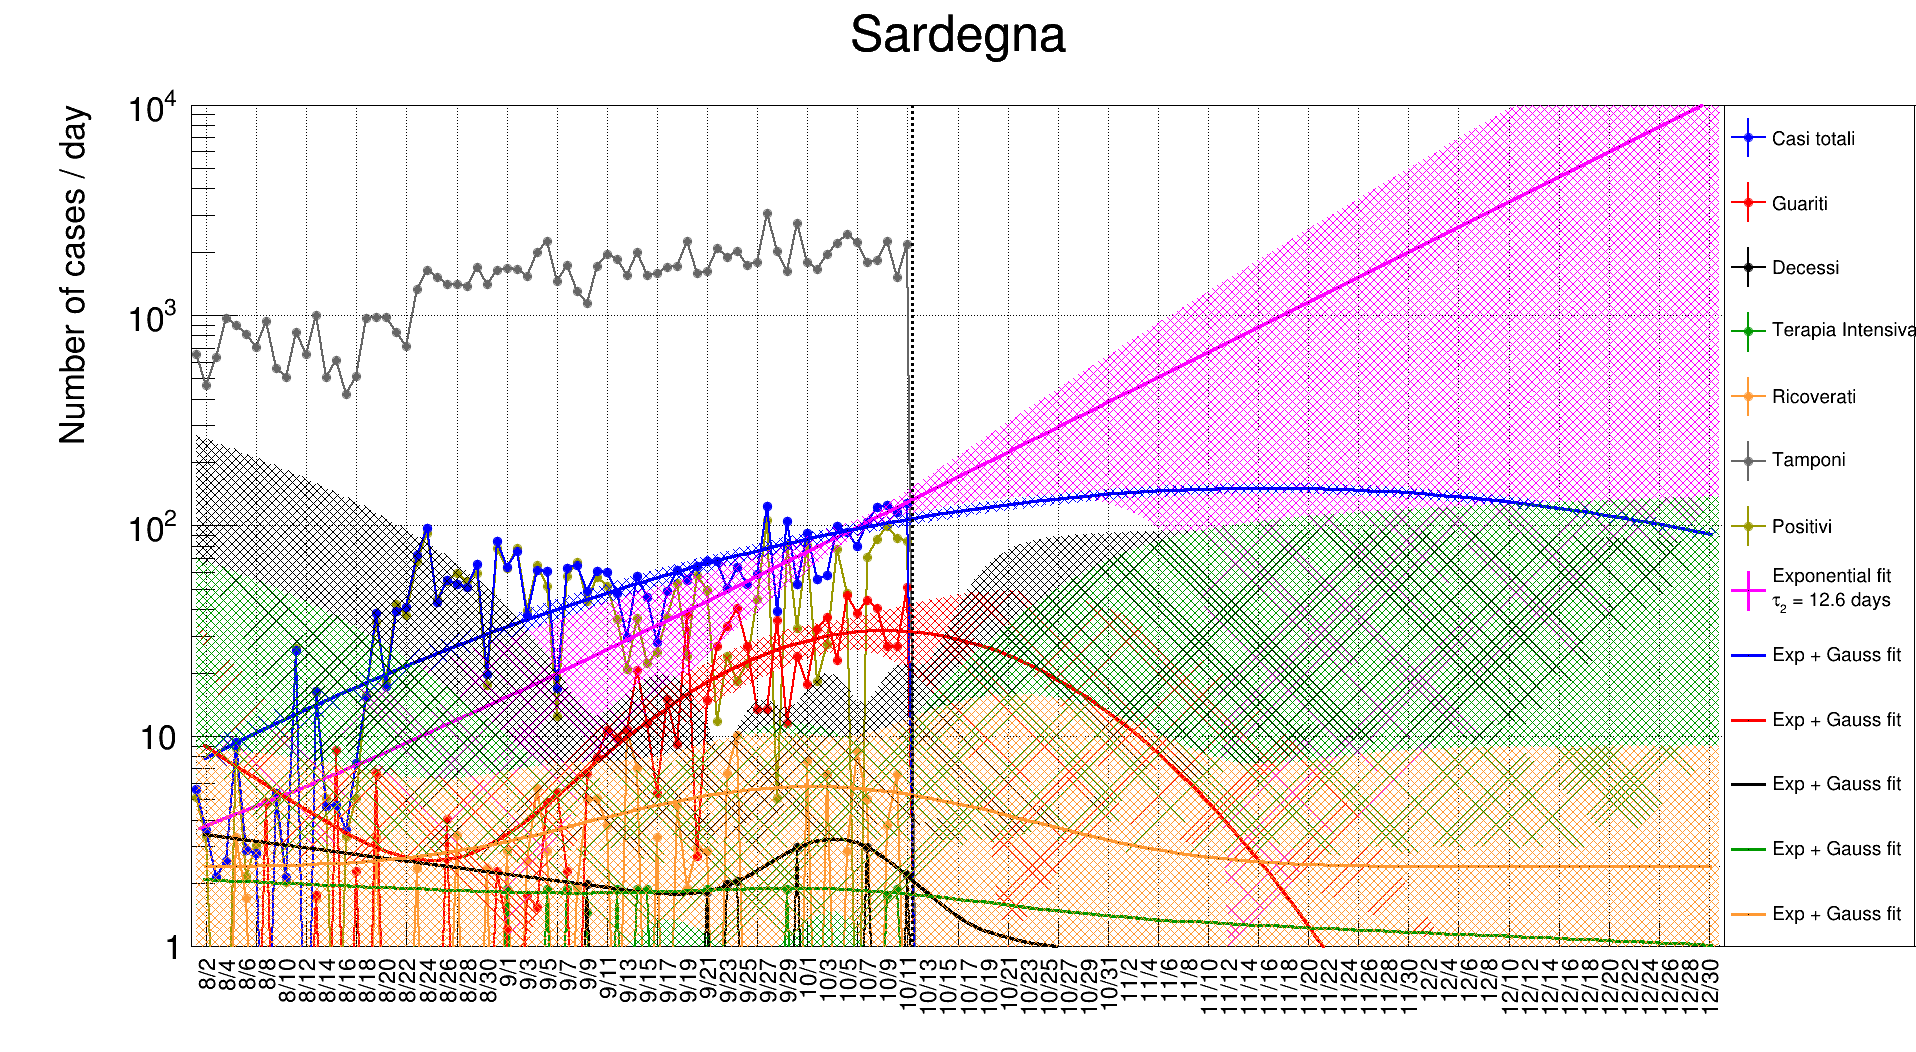 Sardegna
Number of cases / day
10^4
10^3
10^2
10
1
8/2 8/4 8/6 8/8 8/10 8/12 8/14 8/16 8/18 8/20 8/22 8/24 8/26 8/28 8/30 9/1 9/3 9/5 9/7 9/9 9/11 9/13 9/15 9/17 9/19 9/21 9/23 9/25 9/27 9/29 10/1 10/3 10/5 10/7 10/9 10/11 10/13 10/15 10/17 10/19 10/21 10/23 10/25 10/27 10/29 10/31 11/2 11/4 11/6 11/8 11/10 11/12 11/14 11/16 11/18 11/20 11/22 11/24 11/26 11/28 11/30 12/2 12/4 12/6 12/8 12/10 12/12 12/14 12/16 12/18 12/20 12/22 12/24 12/26 12/28 12/30
Casi totali
Guariti
Decessi
Terapia Intensiva
Ricoverati
Tamponi
Positivi
Exponential fit
τ₂ = 12.6 days
Exp + Gauss fit
Exp + Gauss fit
Exp + Gauss fit
Exp + Gauss fit
Exp + Gauss fit